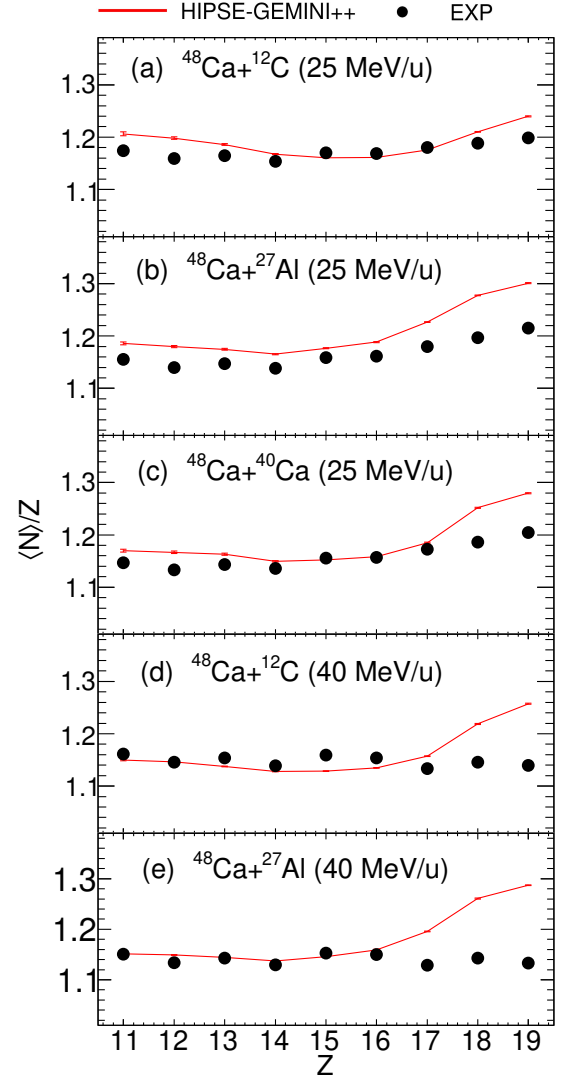 HIPSE-GEMINI++ EXP
(a) ⁴⁸Ca+¹²C (25 MeV/u)
1.3
1.2
1.1
(b) ⁴⁸Ca+²⁷Al (25 MeV/u)
1.3
1.2
1.1
(c) ⁴⁸Ca+⁴⁰Ca (25 MeV/u)
1.3
1.2
1.1
⟨N⟩/Z
(d) ⁴⁸Ca+¹²C (40 MeV/u)
1.3
1.2
1.1
(e) ⁴⁸Ca+²⁷Al (40 MeV/u)
1.3
1.2
1.1
11 12 13 14 15 16 17 18 19
Z